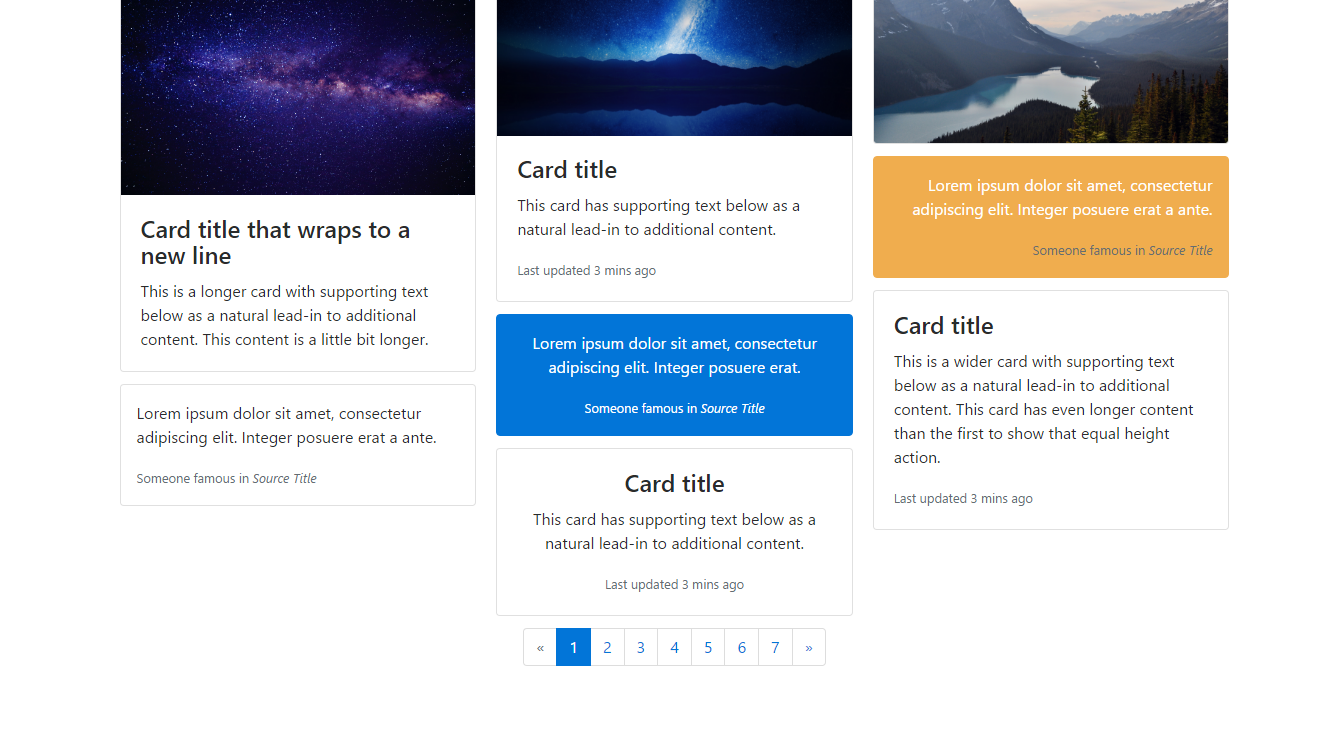 Card title that wraps to a
new line
This is a longer card with supporting text
below as a natural lead-in to additional
content. This content is a little bit longer.
Lorem ipsum dolor sit amet, consectetur
adipiscing elit. Integer posuere erat a ante.
Someone famous in Source Title
Card title
This card has supporting text below as a
natural lead-in to additional content.
Last updated 3 mins ago
Lorem ipsum dolor sit amet, consectetur
adipiscing elit. Integer posuere erat.
Someone famous in Source Title
Card title
This card has supporting text below as a
natural lead-in to additional content.
Last updated 3 mins ago
Lorem ipsum dolor sit amet, consectetur
adipiscing elit. Integer posuere erat a ante.
Someone famous in Source Title
Card title
This is a wider card with supporting text
below as a natural lead-in to additional
content. This card has even longer content
than the first to show that equal height
action.
Last updated 3 mins ago
« 1 2 3 4 5 6 7 »